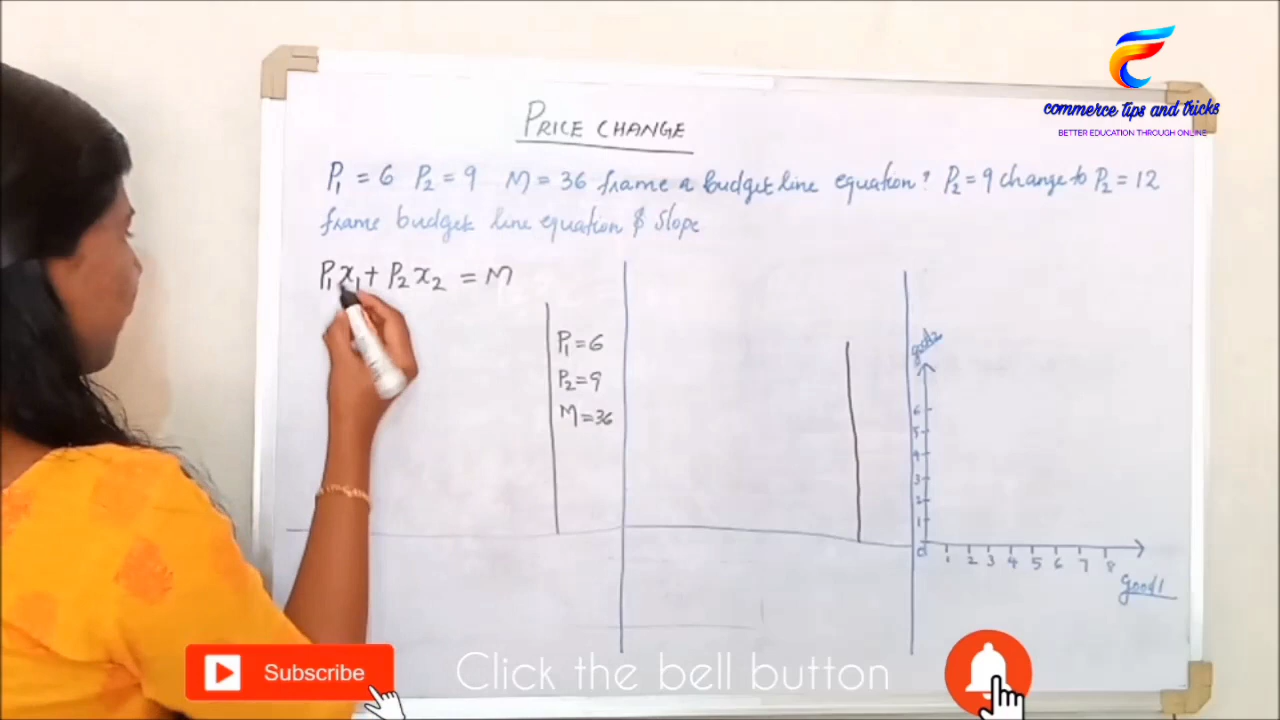 commerce tips and tricks
BETTER EDUCATION THROUGH ONLINE
PRICE CHANGE
P₁ = 6 P₂ = 9 M = 36 frame a budget line equation? P₂ = 9 change to P₂ = 12
frame budget line equation & Slope
P₁x₁ + P₂x₂ = M
P₁ = 6
P₂ = 9
M = 36
good2
6
5
4
3
2
1
0
1 2 3 4 5 6 7 8
good1
Subscribe
Click the bell button